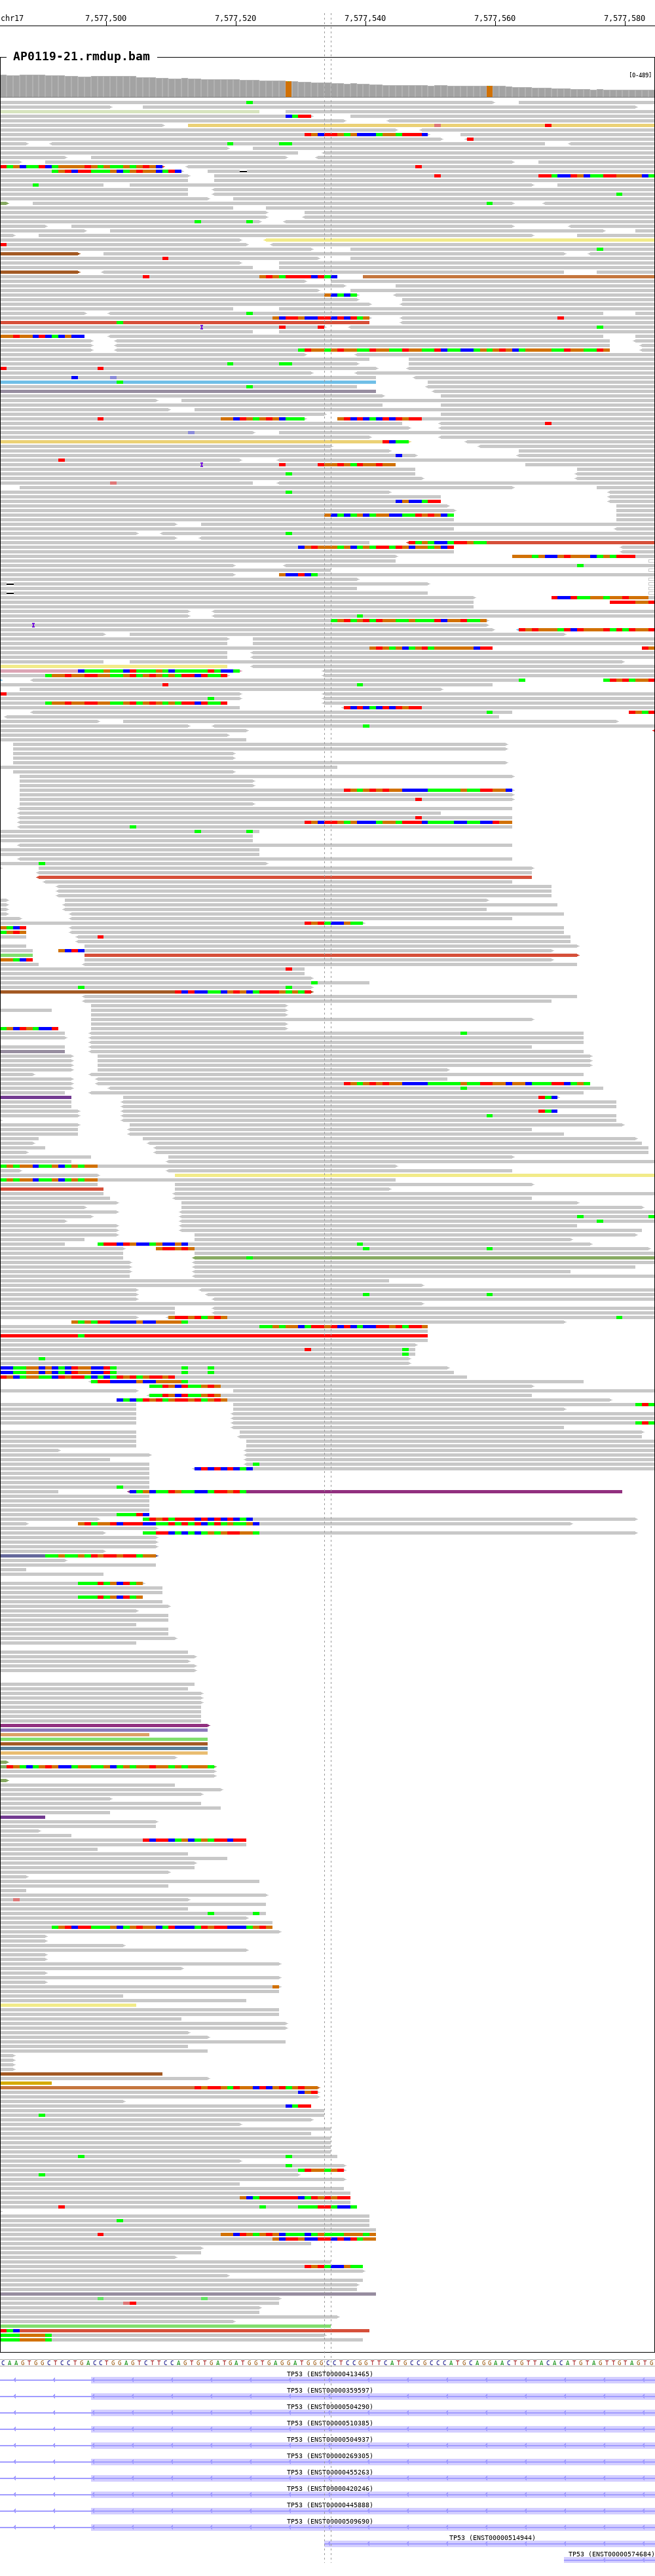 chr17
7,577,500
7,577,520
7,577,540
7,577,560
7,577,580
AP0119-21.rmdup.bam
[0-489]
CAAGTGGCTCCTGACCTGGAGTCTTCCAGTGTGATGATGGTGAGGATGGGCCTCCGGTTCATGCCGCCCATGCAGGAACTGTTACACATGTAGTTGTAGTG
TP53 (ENST00000413465)
TP53 (ENST00000359597)
TP53 (ENST00000504290)
TP53 (ENST00000510385)
TP53 (ENST00000504937)
TP53 (ENST00000269305)
TP53 (ENST00000455263)
TP53 (ENST00000420246)
TP53 (ENST00000445888)
TP53 (ENST00000509690)
TP53 (ENST00000514944)
TP53 (ENST00000574684)